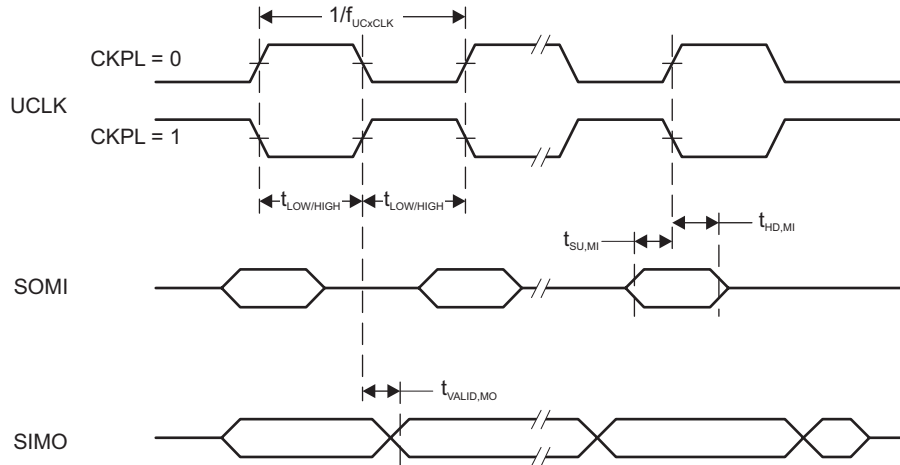 1/fUCxCLK
CKPL = 0
UCLK
CKPL = 1
tLOW/HIGH tLOW/HIGH
tHD,MI
tSU,MI
SOMI
tVALID,MO
SIMO